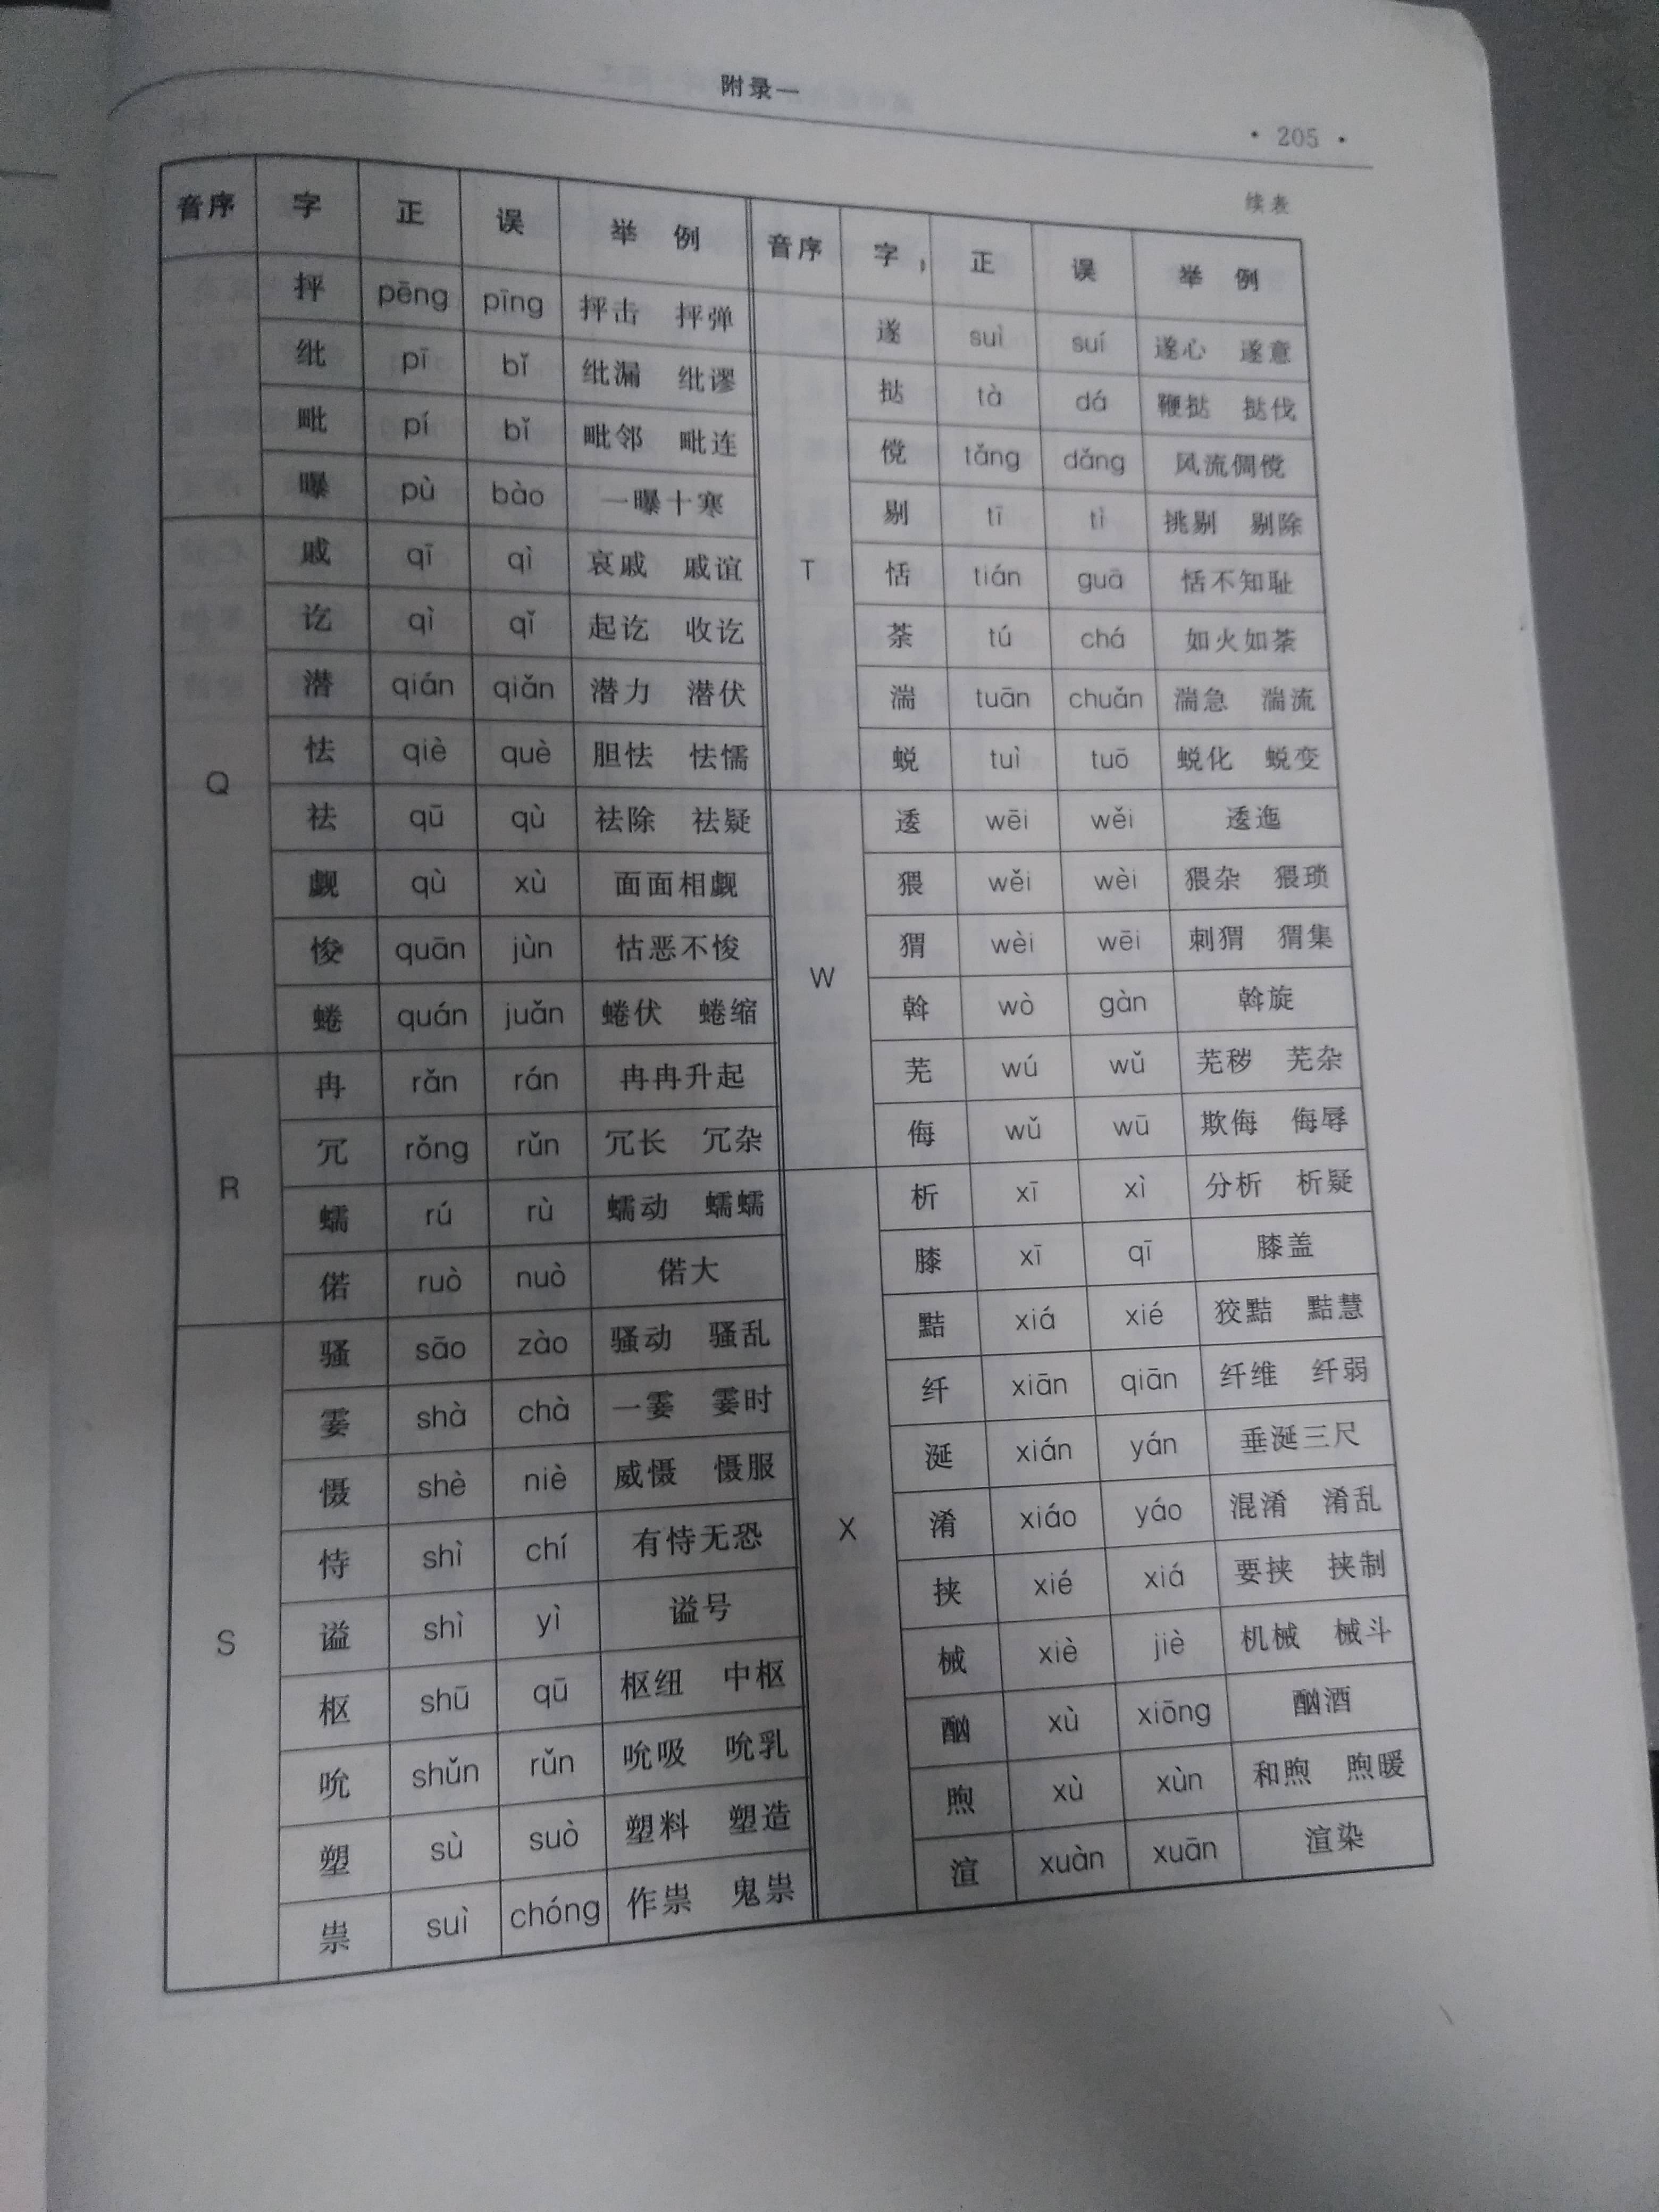 附录一
· 205 ·
续表
音序 字 正 误 举 例
抨 pēng pīng 抨击 抨弹
纰 pī bǐ 纰漏 纰谬
毗 pí bǐ 毗邻 毗连
曝 pù bào 一曝十寒
Q
戚 qī qì 哀戚 戚谊
讫 qì qǐ 起讫 收讫
潜 qián qiǎn 潜力 潜伏
怯 qiè què 胆怯 怯懦
祛 qū qù 祛除 祛疑
觑 qù xù 面面相觑
悛 quān jùn 怙恶不悛
蜷 quán juǎn 蜷伏 蜷缩
R
冉 rǎn rán 冉冉升起
冗 rǒng rǔn 冗长 冗杂
蠕 rú rù 蠕动 蠕蠕
偌 ruò nuò 偌大
S
骚 sāo zào 骚动 骚乱
霎 shà chà 一霎 霎时
慑 shè niè 威慑 慑服
恃 shì chí 有恃无恐
谥 shì yì 谥号
枢 shū qū 枢纽 中枢
吮 shǔn rǔn 吮吸 吮乳
塑 sù suò 塑料 塑造
祟 suì chóng 作祟 鬼祟
音序 字 正 误 举 例
遂 suì suí 遂心 遂意
T
挞 tà dá 鞭挞 挞伐
傥 tǎng dǎng 风流倜傥
剔 tī tì 挑剔 剔除
恬 tián guā 恬不知耻
荼 tú chá 如火如荼
湍 tuān chuǎn 湍急 湍流
蜕 tuì tuō 蜕化 蜕变
W
逶 wēi wěi 逶迤
猥 wěi wèi 猥杂 猥琐
猬 wèi wēi 刺猬 猬集
斡 wò gàn 斡旋
芜 wú wǔ 芜秽 芜杂
侮 wǔ wū 欺侮 侮辱
X
析 xī xì 分析 析疑
膝 xī qī 膝盖
黠 xiá xié 狡黠 黠慧
纤 xiān qiān 纤维 纤弱
涎 xián yán 垂涎三尺
淆 xiáo yáo 混淆 淆乱
挟 xié xiá 要挟 挟制
械 xiè jiè 机械 械斗
酗 xù xiōng 酗酒
煦 xù xùn 和煦 煦暖
渲 xuàn xuān 渲染